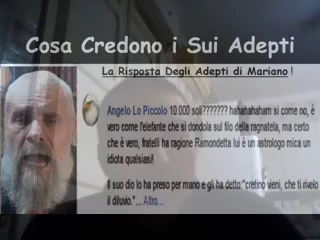 Cosa Credono i Sui Adepti
La Risposta Degli Adepti di Mariano !
Angelo Lo Piccolo 10.000 soli??????? hahahahaham si come no, è
vero come l'elefante che si dondola sul filo della ragnatela, ma certo
che è vero, fratelli ha ragione Ramondetta lui è un astrologo mica un
idiota qualsiasi!
Il suo dio lo ha preso per mano e gli ha detto:"cretino vieni, che ti rivelo
il diluvio."... Altro...